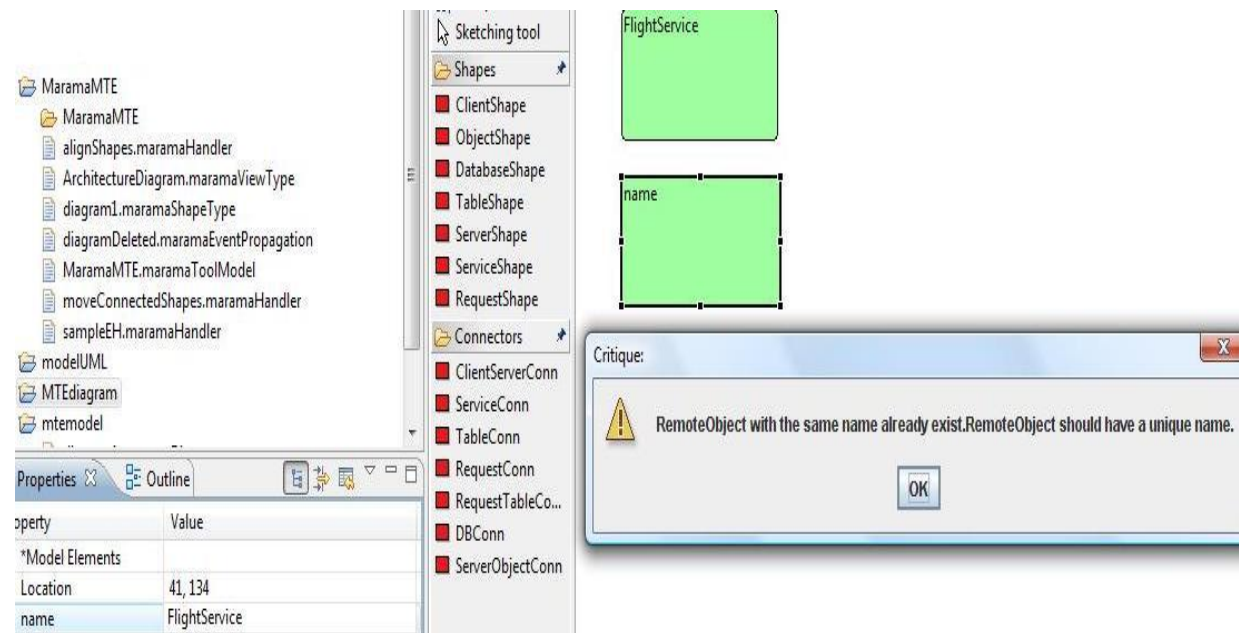 MaramaMTE
MaramaMTE
alignShapes.maramaHandler
ArchitectureDiagram.maramaViewType
diagram1.maramaShapeType
diagramDeleted.maramaEventPropagation
MaramaMTE.maramaToolModel
moveConnectedShapes.maramaHandler
sampleEH.maramaHandler
modelUML
MTEdiagram
mtemodel
Properties
Outline
operty
Value
*Model Elements
Location
41, 134
name
FlightService
Sketching tool
Shapes
ClientShape
ObjectShape
DatabaseShape
TableShape
ServerShape
ServiceShape
RequestShape
Connectors
ClientServerConn
ServiceConn
TableConn
RequestConn
RequestTableCo...
DBConn
ServerObjectConn
FlightService
name
Critique:
X
RemoteObject with the same name already exist.RemoteObject should have a unique name.
OK